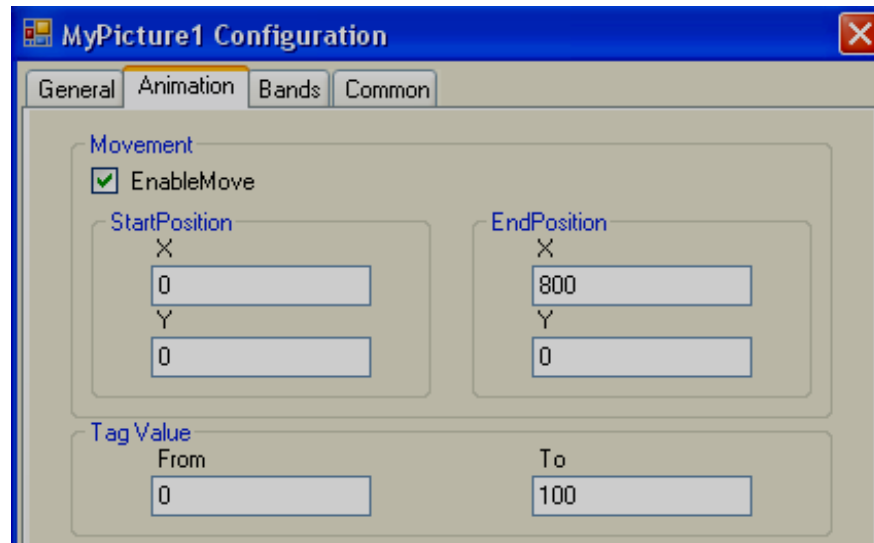 MyPicture1 Configuration
General Animation Bands Common
Movement
EnableMove
StartPosition EndPosition
X X
0 800
Y Y
0 0
Tag Value
From To
0 100